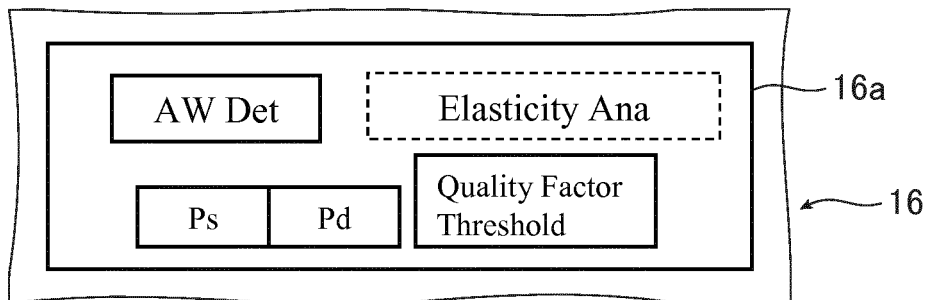 AW Det
Elasticity Ana
16a
Ps
Pd
Quality Factor
Threshold
16